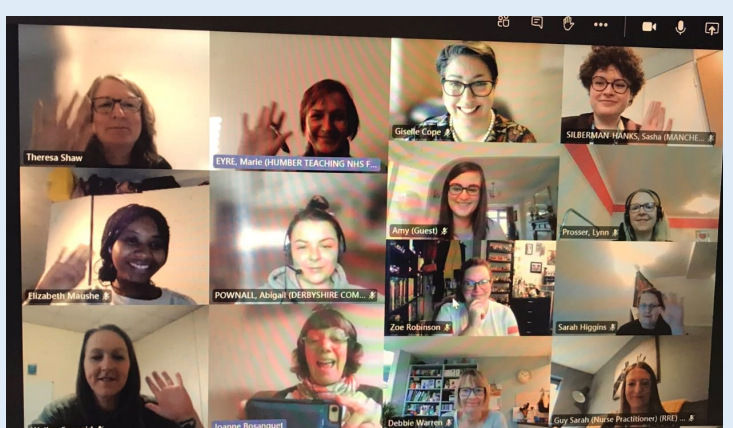 Theresa Shaw
EYRE, Marie (HUMBER TEACHING NHS F...
Giselle Cope
SILBERMAN-HANKS, Sasha (MANCHE...
Amy (Guest)
Prosser, Lynn
Elizabeth Maushe
POWNALL, Abigail (DERBYSHIRE COM...
Zoe Robinson
Sarah Higgins
Joanne Bosanquet
Debbie Warren
Guy Sarah (Nurse Practitioner) (RRE) ...